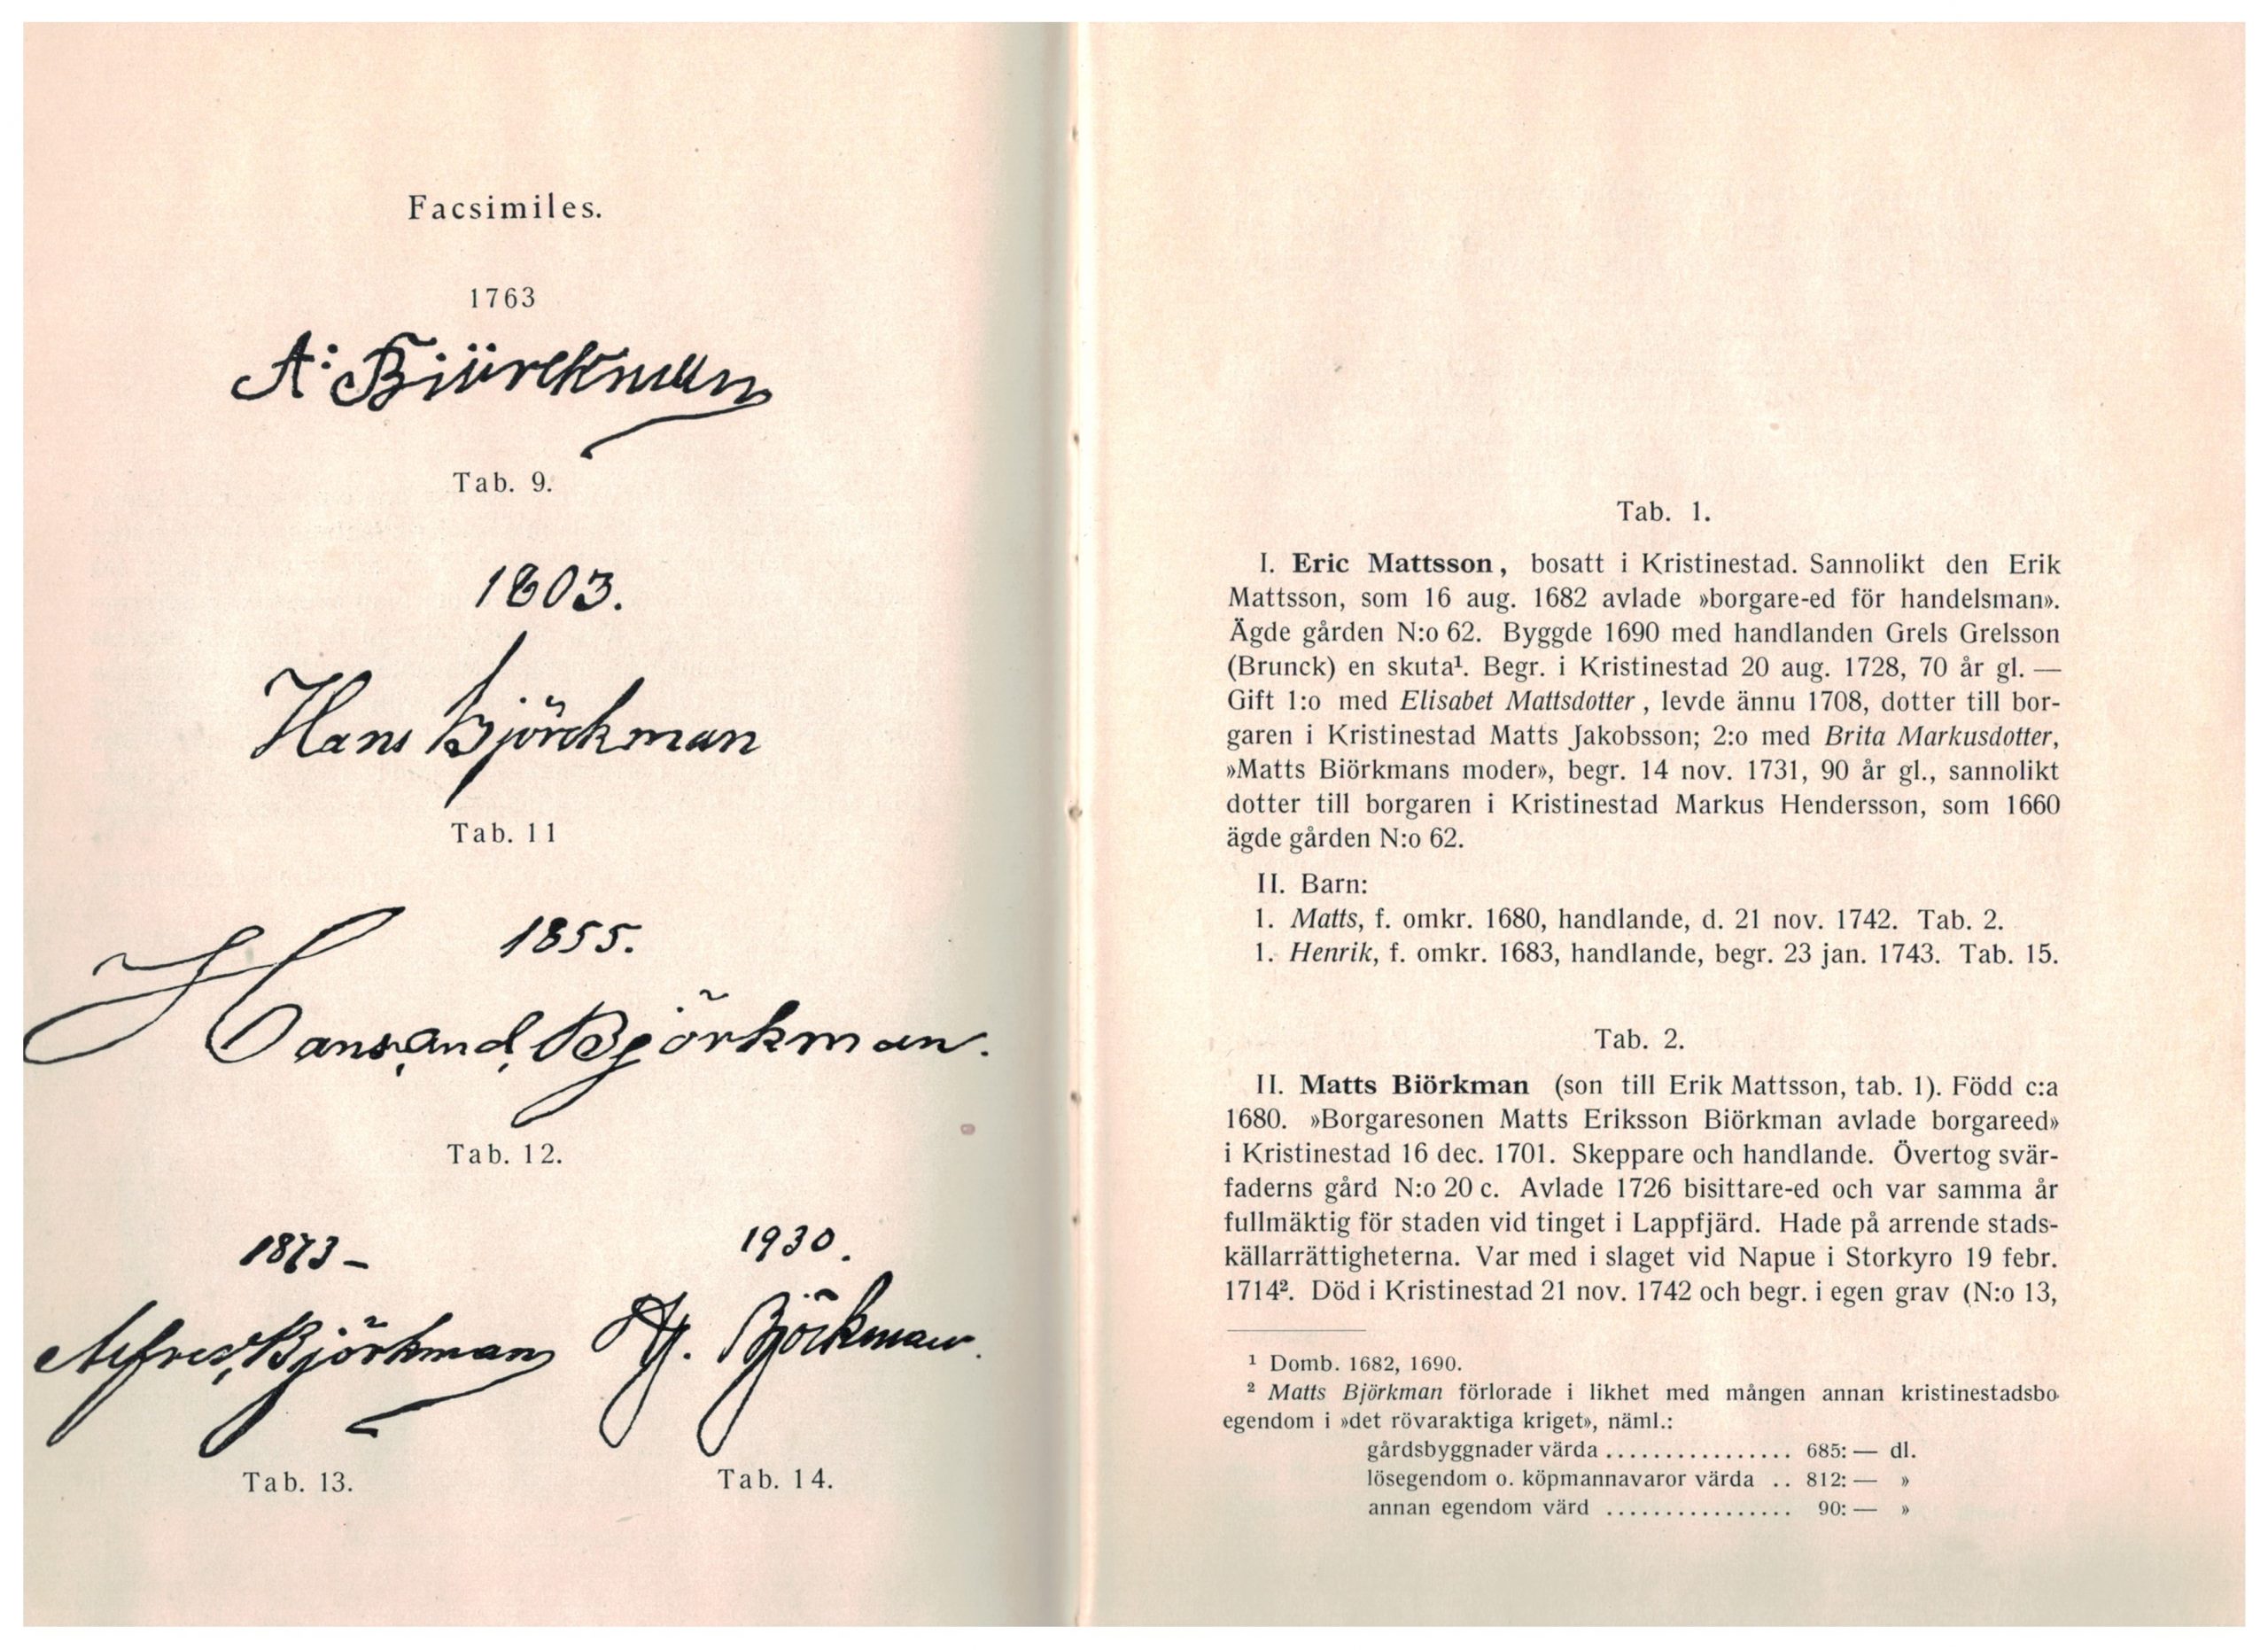 Facsimiles.
1763
A: Biürckman
Tab. 9.
1803.
Hans Björckman
Tab. 11
1855.
Hans, And, Björkman.
Tab. 12.
1873 –
Alfred Björkman
Tab. 13.
1930.
Hj. Björkman.
Tab. 14.
Tab. 1.
I. Eric Mattsson, bosatt i Kristinestad. Sannolikt den Erik
Mattsson, som 16 aug. 1682 avlade »borgare-ed för handelsman».
Ägde gården N:o 62. Byggde 1690 med handlanden Grels Grelsson
(Brunck) en skuta¹. Begr. i Kristinestad 20 aug. 1728, 70 år gl. —
Gift 1:o med Elisabet Mattsdotter , levde ännu 1708, dotter till bor-
garen i Kristinestad Matts Jakobsson; 2:o med Brita Markusdotter,
»Matts Biörkmans moder», begr. 14 nov. 1731, 90 år gl., sannolikt
dotter till borgaren i Kristinestad Markus Hendersson, som 1660
ägde gården N:o 62.
II. Barn:
1. Matts, f. omkr. 1680, handlande, d. 21 nov. 1742. Tab. 2.
1. Henrik, f. omkr. 1683, handlande, begr. 23 jan. 1743. Tab. 15.
Tab. 2.
II. Matts Biörkman (son till Erik Mattsson, tab. 1). Född c:a
1680. »Borgaresonen Matts Eriksson Biörkman avlade borgareed»
i Kristinestad 16 dec. 1701. Skeppare och handlande. Övertog svär-
faderns gård N:o 20 c. Avlade 1726 bisittare-ed och var samma år
fullmäktig för staden vid tinget i Lappfjärd. Hade på arrende stads-
källarrättigheterna. Var med i slaget vid Napue i Storkyro 19 febr.
1714². Död i Kristinestad 21 nov. 1742 och begr. i egen grav (N:o 13,
¹ Domb. 1682, 1690.
² Matts Björkman förlorade i likhet med mången annan kristinestadsbo
egendom i »det rövaraktiga kriget», näml.:
gårdsbyggnader värda ................ 685: — dl.
lösegendom o. köpmannavaror värda .. 812: — »
annan egendom värd ................ 90: — »